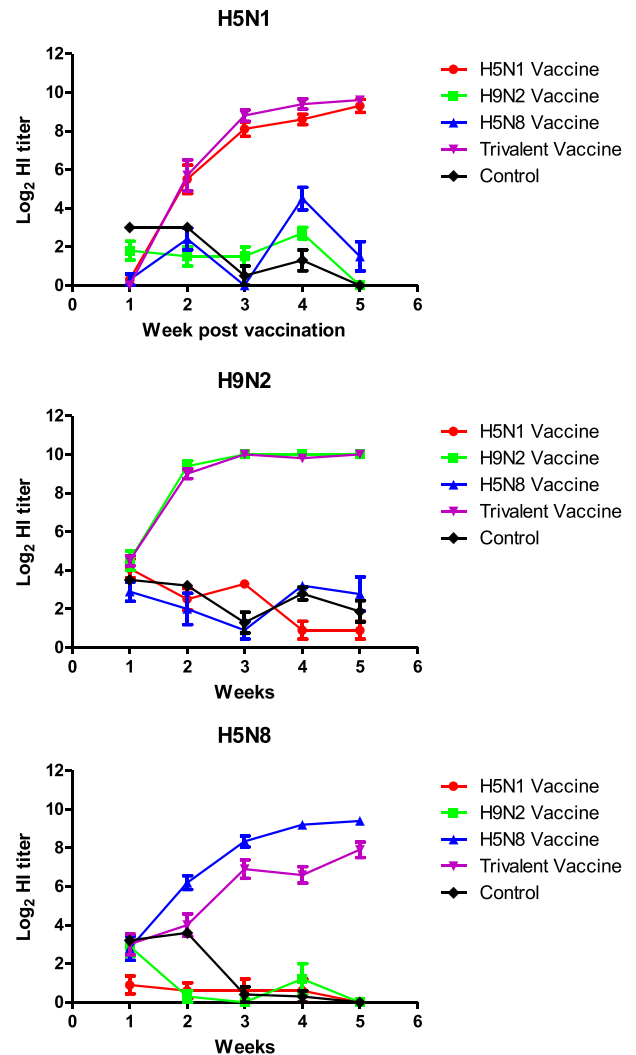 H5N1
12
10
8
6
4
2
0
Log2 HI titer
0 1 2 3 4 5 6
Week post vaccination
H5N1 Vaccine
H9N2 Vaccine
H5N8 Vaccine
Trivalent Vaccine
Control
H9N2
12
10
8
6
4
2
0
Log2 HI titer
0 1 2 3 4 5 6
Weeks
H5N1 Vaccine
H9N2 Vaccine
H5N8 Vaccine
Trivalent Vaccine
Control
H5N8
12
10
8
6
4
2
0
Log2 HI titer
0 1 2 3 4 5 6
Weeks
H5N1 Vaccine
H9N2 Vaccine
H5N8 Vaccine
Trivalent Vaccine
Control